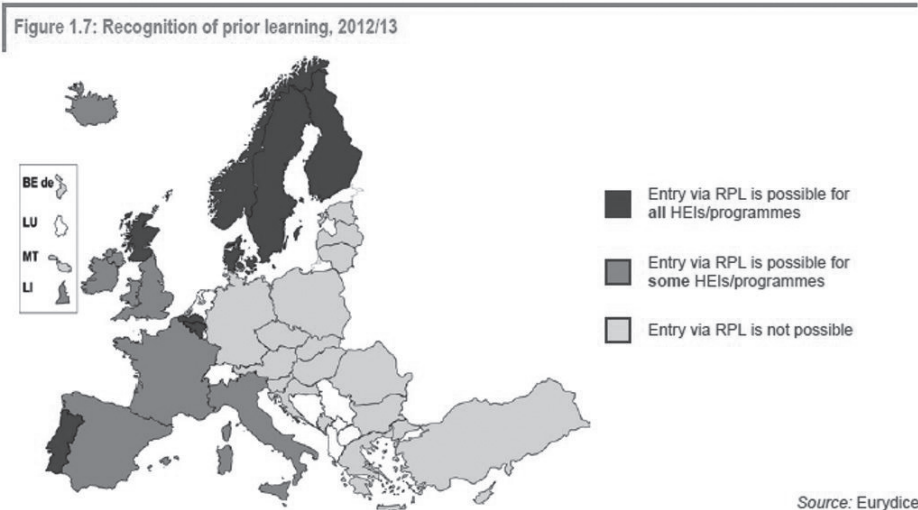 Figure 1.7: Recognition of prior learning, 2012/13
BE de
LU
MT
LI
Entry via RPL is possible for
all HEIs/programmes
Entry via RPL is possible for
some HEIs/programmes
Entry via RPL is not possible
Source: Eurydice